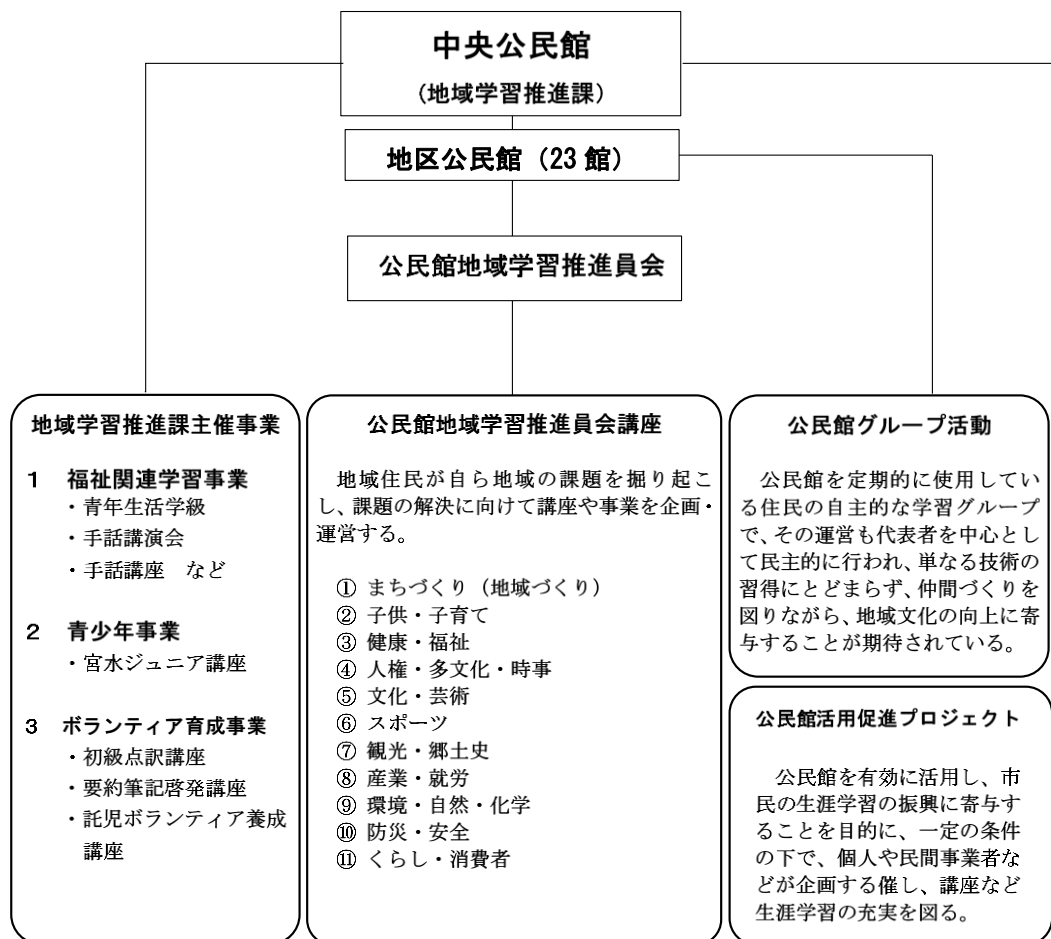 中央公民館
（地域学習推進課）
地区公民館（23 館）
公民館地域学習推進員会
地域学習推進課主催事業
1 福祉関連学習事業
・青年生活学級
・手話講演会
・手話講座 など
2 青少年事業
・宮水ジュニア講座
3 ボランティア育成事業
・初級点訳講座
・要約筆記啓発講座
・託児ボランティア養成
講座
公民館地域学習推進員会講座
地域住民が自ら地域の課題を掘り起こ
し、課題の解決に向けて講座や事業を企画・
運営する。
① まちづくり（地域づくり）
② 子供・子育て
③ 健康・福祉
④ 人権・多文化・時事
⑤ 文化・芸術
⑥ スポーツ
⑦ 観光・郷土史
⑧ 産業・就労
⑨ 環境・自然・化学
⑩ 防災・安全
⑪ くらし・消費者
公民館グループ活動
公民館を定期的に使用してい
る住民の自主的な学習グループ
で、その運営も代表者を中心とし
て民主的に行われ、単なる技術の
習得にとどまらず、仲間づくりを
図りながら、地域文化の向上に寄
与することが期待されている。
公民館活用促進プロジェクト
公民館を有効に活用し、市
民の生涯学習の振興に寄与す
ることを目的に、一定の条件
の下で、個人や民間事業者な
どが企画する催し、講座など
生涯学習の充実を図る。